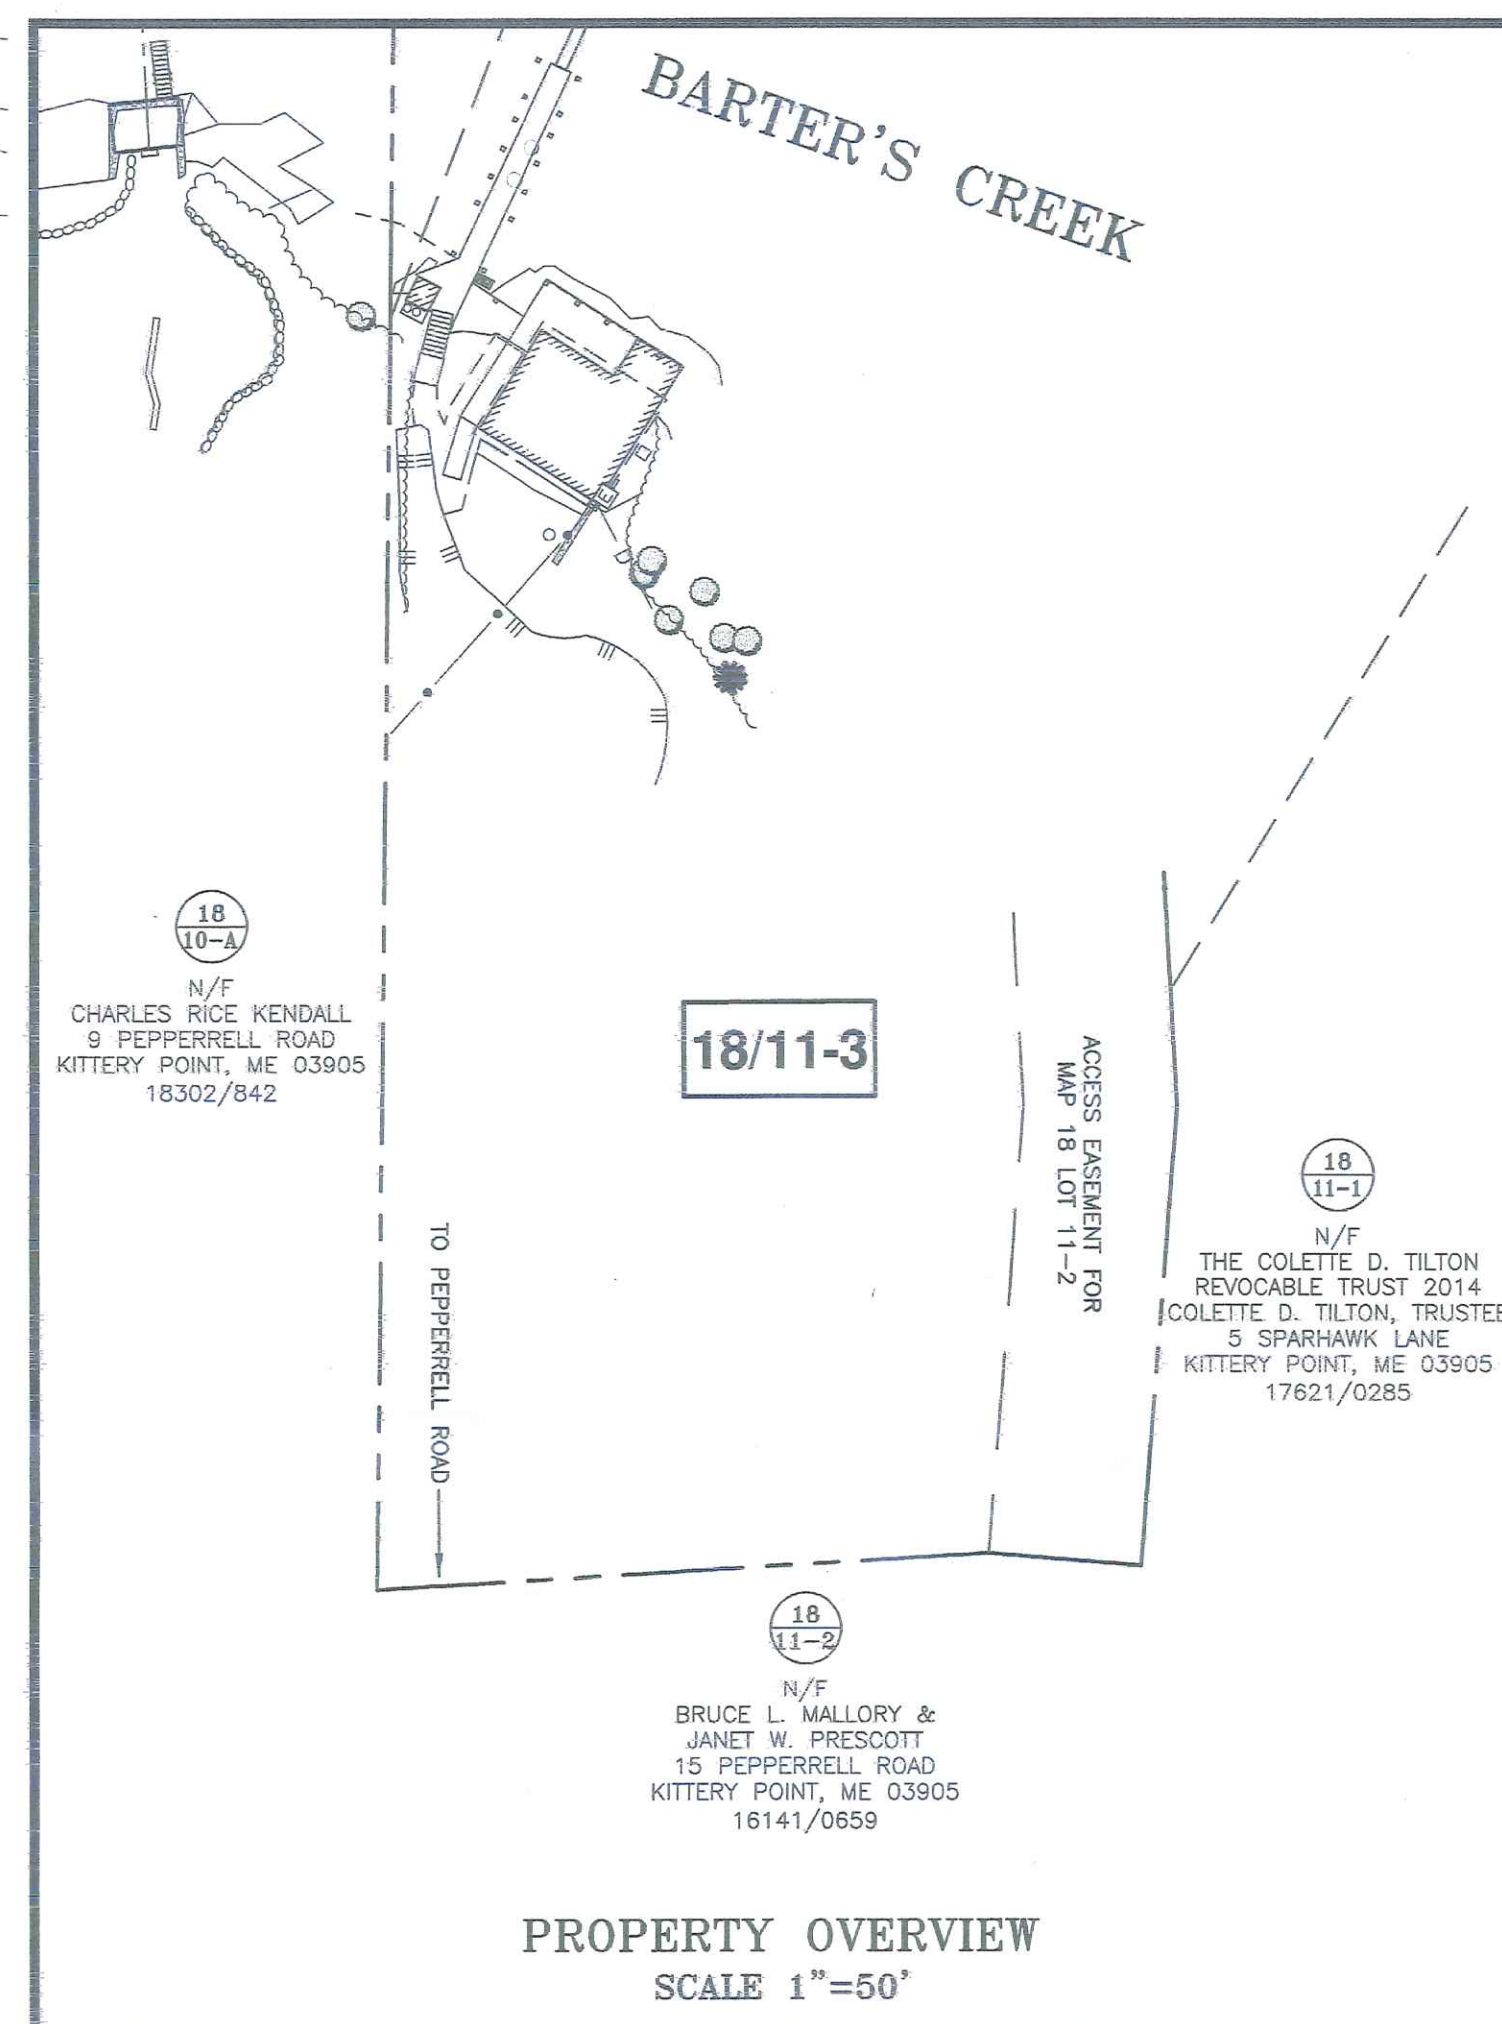 BARTER'S CREEK
E
18
10-A
N/F
CHARLES RICE KENDALL
9 PEPPERRELL ROAD
KITTERY POINT, ME 03905
18302/842
18/11-3
ACCESS EASEMENT FOR
MAP 18 LOT 11-2
18
11-1
N/F
THE COLETTE D. TILTON
REVOCABLE TRUST 2014
COLETTE D. TILTON, TRUSTEE
5 SPARHAWK LANE
KITTERY POINT, ME 03905
17621/0285
TO PEPPERRELL ROAD
18
11-2
N/F
BRUCE L. MALLORY &
JANET W. PRESCOTT
15 PEPPERRELL ROAD
KITTERY POINT, ME 03905
16141/0659
PROPERTY OVERVIEW
SCALE 1"=50'